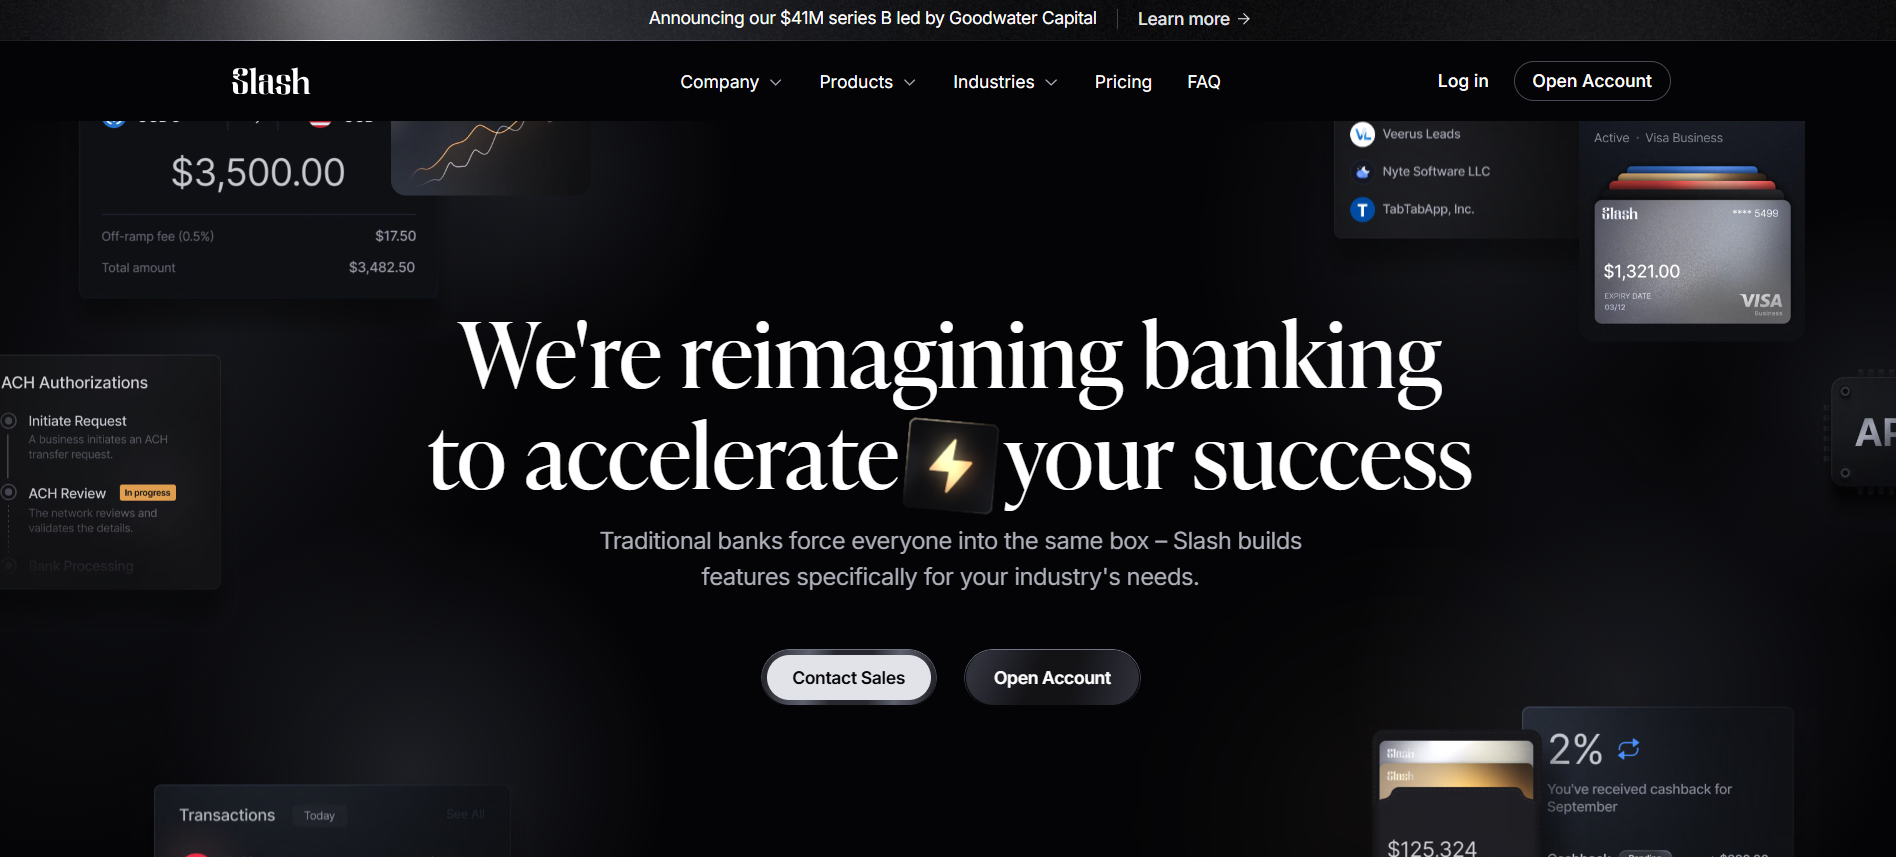 Announcing our $41M series B led by Goodwater Capital
Learn more →
Slash
Company
Products
Industries
Pricing
FAQ
Log in
Open Account
$3,500.00
Off-ramp fee (0.5%)
$17.50
Total amount
$3,482.50
Veerus Leads
Nyte Software LLC
TabTabApp, Inc.
Active · Visa Business
Slash
**** 5499
$1,321.00
EXPIRY DATE
03/12
VISA
Business
We're reimagining banking
to accelerate your success
Traditional banks force everyone into the same box – Slash builds
features specifically for your industry's needs.
Contact Sales
Open Account
ACH Authorizations
Initiate Request
A business initiates an ACH
transfer request.
ACH Review
In progress
The network reviews and
validates the details.
Bank Processing
Transactions
Today
See All
Slash
Slash
$125,324
2%
You've received cashback for
September